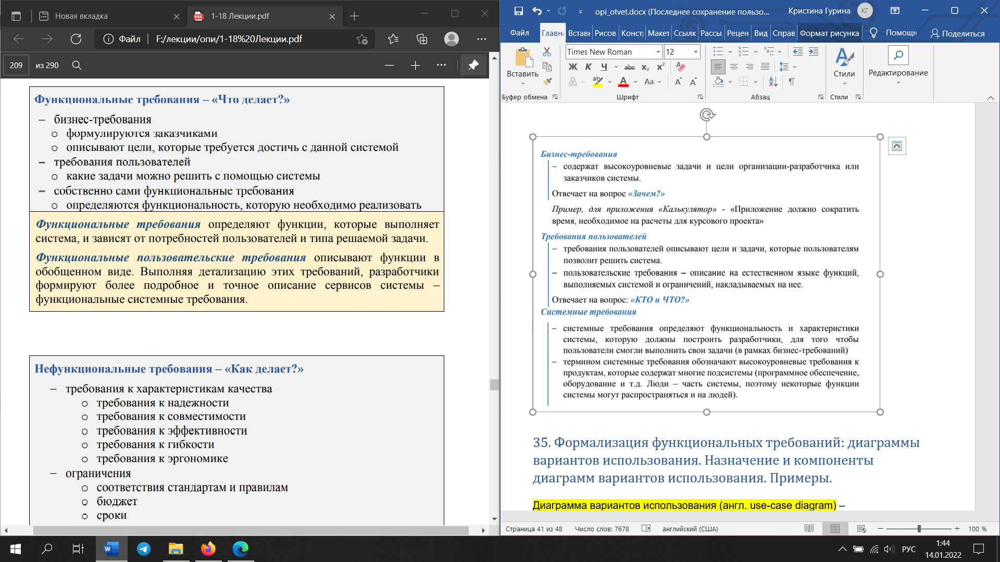 Новая вкладка
1-18 Лекции.pdf
Файл
F:/лекции/опи/1-18%20Лекции.pdf
209
из 290
Функциональные требования – «Что делает?»
– бизнес-требования
o формулируются заказчиками
o описывают цели, которые требуется достичь с данной системой
– требования пользователей
o какие задачи можно решить с помощью системы
– собственно сами функциональные требования
o определяются функциональность, которую необходимо реализовать
Функциональные требования определяют функции, которые выполняет
система, и зависят от потребностей пользователей и типа решаемой задачи.
Функциональные пользовательские требования описывают функции в
обобщенном виде. Выполняя детализацию этих требований, разработчики
формируют более подробное и точное описание сервисов системы –
функциональные системные требования.
Нефункциональные требования – «Как делает?»
– требования к характеристикам качества
o требования к надежности
o требования к совместимости
o требования к эффективности
o требования к гибкости
o требования к эргономике
– ограничения
o соответствия стандартам и правилам
o бюджет
o сроки
opi_otvet.docx (Последнее сохранение пользо...
Кристина Гурина
КГ
Файл
Главн
Вставк
Рисов
Конст
Макет
Ссылк
Рассы.
Рецен
Вид
Справ
Формат рисунка
Помощн
Поделиться
Вставить
Times New Roman
12
Ж К Ч abc x₂ x²
A ab A Aa A A
Стили
Редактирование
Буфер обмена
Шрифт
Абзац
Стили
Бизнес-требования
– содержат высокоуровневые задачи и цели организации-разработчика или
заказчиков системы.
Отвечает на вопрос «Зачем?»
Пример, для приложения «Калькулятор» - «Приложение должно сократить
время, необходимое на расчеты для курсового проекта»
Требования пользователей
– требования пользователей описывают цели и задачи, которые пользователям
позволит решить система.
– пользовательские требования – описание на естественном языке функций,
выполняемых системой и ограничений, накладываемых на нее.
Отвечает на вопрос: «КТО и ЧТО?»
Системные требования
– системные требования определяют функциональность и характеристики
системы, которую должны построить разработчики, для того чтобы
пользователи смогли выполнить свои задачи (в рамках бизнес-требований)
– термином системные требования обозначают высокоуровневые требования к
продуктам, которые содержат многие подсистемы (программное обеспечение,
оборудование и т.д. Люди – часть системы, поэтому некоторые функции
системы могут распространяться и на людей).
35. Формализация функциональных требований: диаграммы
вариантов использования. Назначение и компоненты
диаграмм вариантов использования. Примеры.
Диаграмма вариантов использования (англ. use-case diagram) –
Страница 41 из 48
Число слов: 7678
английский (США)
100 %
РУС
1:44
14.01.2022